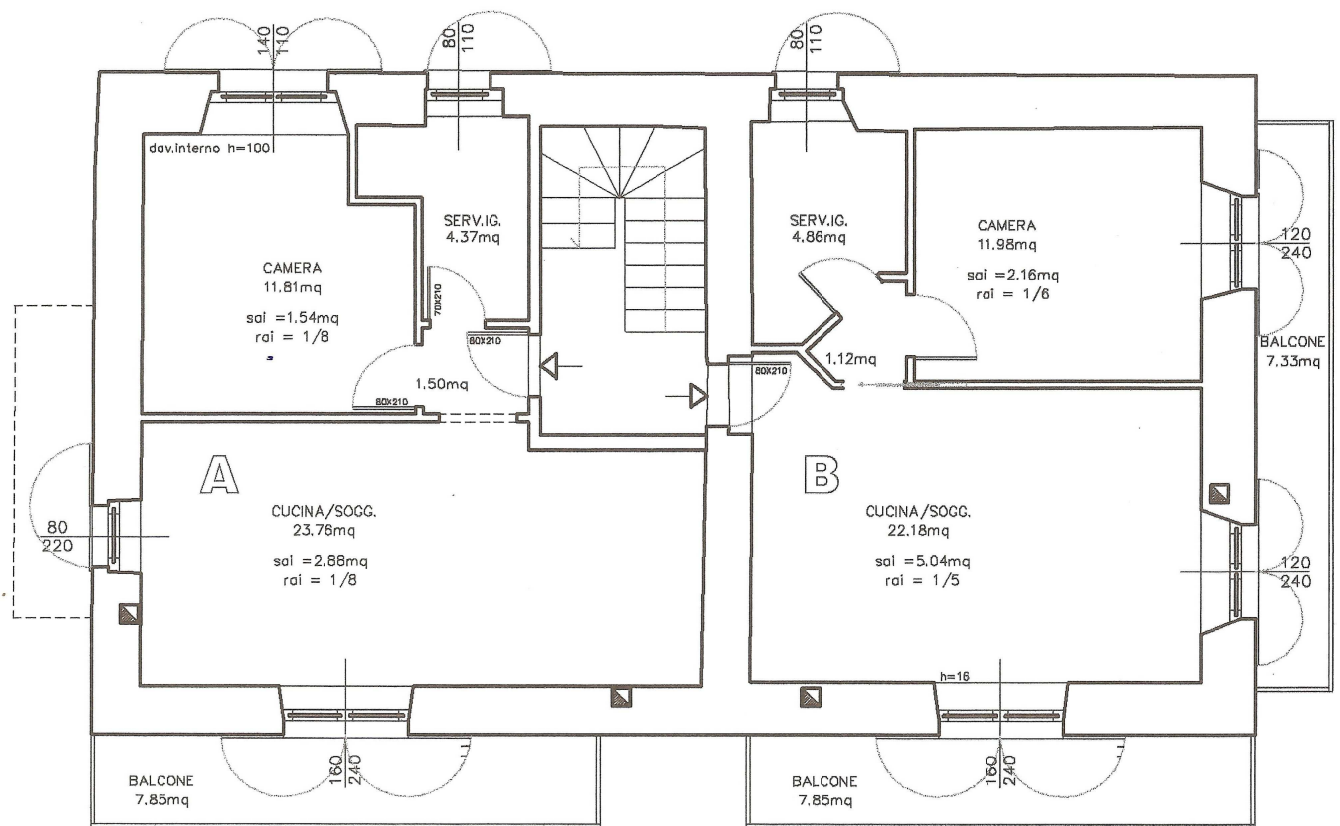 140
110
80
110
80
110
dav.interno h=100
SERV.IG.
4.37mq
SERV.IG.
4.86mq
CAMERA
11.98mq
sai =2.16mq
rai = 1/6
120
240
CAMERA
11.81mq
sai =1.54mq
rai = 1/8
70X210
80X210
BALCONE
7.33mq
1.50mq
80X210
80X210
1.12mq
A
CUCINA/SOGG.
23.76mq
sai =2.88mq
rai = 1/8
80
220
B
CUCINA/SOGG.
22.18mq
sai =5.04mq
rai = 1/5
120
240
h=16
160
240
160
240
BALCONE
7.85mq
BALCONE
7.85mq